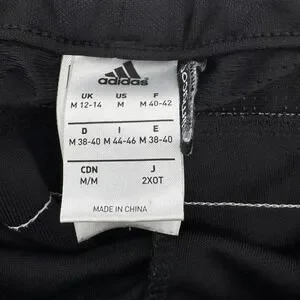 adidas
UK US F
M 12-14 M M 40-42
D I E
M 38-40 M 44-46 M 38-40
CDN J
M/M 2XOT
MADE IN CHINA